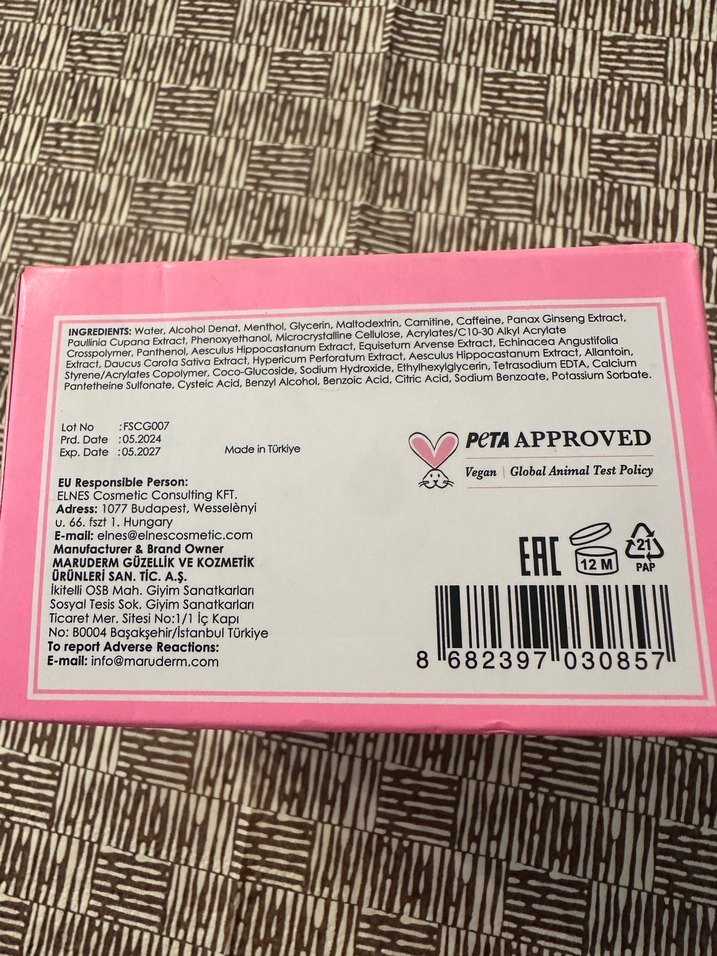 INGREDIENTS: Water, Alcohol Denat, Menthol, Glycerin, Maltodextrin, Carnitine, Caffeine, Panax Ginseng Extract,
Paullinia Cupana Extract, Phenoxyethanol, Microcrystalline Cellulose, Acrylates/C10-30 Alkyl Acrylate
Crosspolymer, Panthenol, Aesculus Hippocastanum Extract, Equisetum Arvense Extract, Echinacea Angustifolia
Extract, Daucus Carota Sativa Extract, Hypericum Perforatum Extract, Aesculus Hippocastanum Extract, Allantoin,
Styrene/Acrylates Copolymer, Coco-Glucoside, Sodium Hydroxide, Ethylhexylglycerin, Tetrasodium EDTA, Calcium
Pantetheine Sulfonate, Cysteic Acid, Benzyl Alcohol, Benzoic Acid, Citric Acid, Sodium Benzoate, Potassium Sorbate.
Lot No :FSCG007
Prd. Date :05.2024
Exp. Date :05.2027
Made in Türkiye
PETA APPROVED
Vegan | Global Animal Test Policy
EU Responsible Person:
ELNES Cosmetic Consulting KFT.
Adress: 1077 Budapest, Wesselènyi
u. 66. fszt 1. Hungary
E-mail: elnes@elnescosmetic.com
Manufacturer & Brand Owner
MARUDERM GÜZELLİK VE KOZMETİK
ÜRÜNLERİ SAN. TİC. A.Ş.
İkitelli OSB Mah. Giyim Sanatkarları
Sosyal Tesis Sok. Giyim Sanatkarları
Ticaret Mer. Sitesi No:1/1 İç Kapı
No: B0004 Başakşehir/İstanbul Türkiye
To report Adverse Reactions:
E-mail: info@maruderm.com
EAC
12 M
21
PAP
8 682397 030857